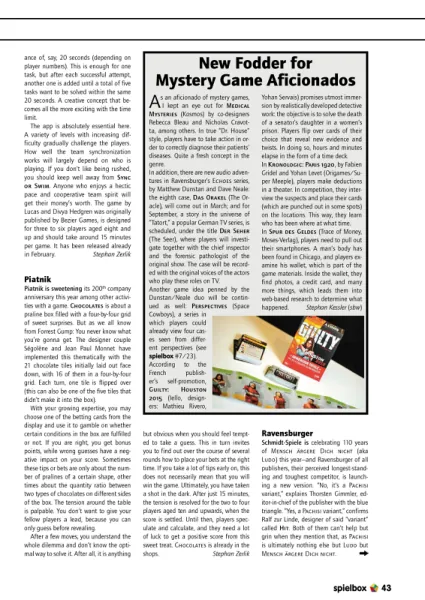 ance of, say, 20 seconds (depending on
player numbers). This is enough for one
task, but after each successful attempt,
another one is added until a total of five
tasks want to be solved within the same
20 seconds. A creative concept that be-
comes all the more exciting with the time
limit.
The app is absolutely essential here.
A variety of levels with increasing dif-
ficulty gradually challenge the players.
How well the team synchronization
works will largely depend on who is
playing. If you don't like being rushed,
you should keep well away from Sync
or Swim. Anyone who enjoys a hectic
pace and cooperative team spirit will
get their money's worth. The game by
Lucas and Divya Hedgren was originally
published by Bezier Games, is designed
for three to six players aged eight and
up and should take around 15 minutes
per game. It has been released already
in February. Stephan Zerlik
Piatnik
Piatnik is sweetening its 200th company
anniversary this year among other activi-
ties with a game. Chocolates is about a
praline box filled with a four-by-four grid
of sweet surprises. But as we all know
from Forrest Gump: You never know what
you're gonna get. The designer couple
Ségolène and Jean Paul Monnet have
implemented this thematically with the
21 chocolate tiles initially laid out face
down, with 16 of them in a four-by-four
grid. Each turn, one tile is flipped over
(this can also be one of the five tiles that
didn't make it into the box).
With your growing expertise, you may
choose one of the betting cards from the
display and use it to gamble on whether
certain conditions in the box are fulfilled
or not. If you are right, you get bonus
points, while wrong guesses have a neg-
ative impact on your score. Sometimes
these tips or bets are only about the num-
ber of pralines of a certain shape, other
times about the quantity ratio between
two types of chocolates on different sides
of the box. The tension around the table
is palpable. You don't want to give your
fellow players a lead, because you can
only guess before revealing.
After a few moves, you understand the
whole dilemma and don't know the opti-
mal way to solve it. After all, it is anything
New Fodder for
Mystery Game Aficionados
As an aficionado of mystery games,
I kept an eye out for Medical
Mysteries (Kosmos) by co-designers
Rebecca Bleau and Nicholas Cravot-
ta, among others. In true "Dr. House"
style, players have to take action in or-
der to correctly diagnose their patients'
diseases. Quite a fresh concept in the
genre.
In addition, there are new audio adven-
tures in Ravensburger's Echoes series,
by Matthew Dunstan and Dave Neale:
the eighth case, Das Orakel (The Or-
acle), will come out in March; and for
September, a story in the universe of
"Tatort," a popular German TV series, is
scheduled, under the title Der Seher
(The Seer), where players will investi-
gate together with the chief inspector
and the forensic pathologist of the
original show. The case will be record-
ed with the original voices of the actors
who play these roles on TV.
Another game idea penned by the
Dunstan/Neale duo will be contin-
ued as well: Perspectives (Space
Cowboys), a series in
which players could
already view four cas-
es seen from differ-
ent perspectives (see
spielbox #7/23).
According to the
French publish-
er's self-promotion,
Guilty: Houston
2015 (Iello, design-
ers: Mathieu Rivero,
Yohan Servais) promises utmost immer-
sion by realistically developed detective
work: the objective is to solve the death
of a senator's daughter in a women's
prison. Players flip over cards of their
choice that reveal new evidence and
twists. In doing so, hours and minutes
elapse in the form of a time deck.
In Kronologic: Paris 1920, by Fabien
Gridel and Yohan Levet (Origames/Su-
per Meeple), players make deductions
in a theater. In competition, they inter-
view the suspects and place their cards
(which are punched out in some spots)
on the locations. This way, they learn
who has been where at what time.
In Spur des Geldes (Trace of Money,
Moses-Verlag), players need to pull out
their smartphones. A man's body has
been found in Chicago, and players ex-
amine his wallet, which is part of the
game materials. Inside the wallet, they
find photos, a credit card, and many
more things, which leads them into
web-based research to determine what
happened. Stephan Kessler (sbw)
GUILTY
but obvious when you should feel tempt-
ed to take a guess. This in turn invites
you to find out over the course of several
rounds how to place your bets at the right
time. If you take a lot of tips early on, this
does not necessarily mean that you will
win the game. Ultimately, you have taken
a shot in the dark. After just 15 minutes,
the tension is resolved for the two to four
players aged ten and upwards, when the
score is settled. Until then, players spec-
ulate and calculate, and they need a lot
of luck to get a positive score from this
sweet treat. Chocolates is already in the
shops. Stephan Zerlik
Ravensburger
Schmidt-Spiele is celebrating 110 years
of Mensch ärgere Dich nicht (aka
Ludo) this year—and Ravensburger of all
publishers, their perceived longest-stand-
ing and toughest competitor, is launch-
ing a new version. "No, it's a Pachisi
variant," explains Thorsten Gimmler, ed-
itor-in-chief of the publisher with the blue
triangle. "Yes, a Pachisi variant," confirms
Ralf zur Linde, designer of said "variant"
called Hit. Both of them can't help but
grin when they mention that, as Pachisi
is ultimately nothing else but Ludo but
Mensch ärgere Dich nicht.
spielbox 43